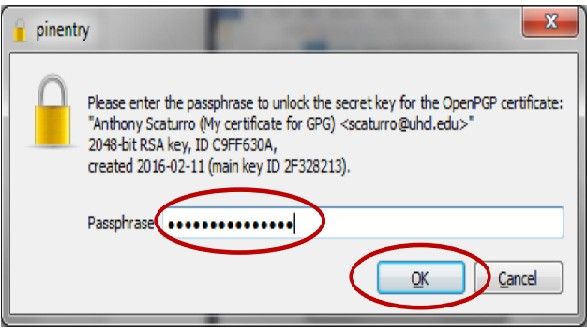 pinentry
Please enter the passphrase to unlock the secret key for the OpenPGP certificate:
"Anthony Scaturro (My certificate for GPG) <scaturro@uhd.edu>"
2048-bit RSA key, ID C9FF630A,
created 2016-02-11 (main key ID 2F328213).
Passphrase
OK
Cancel